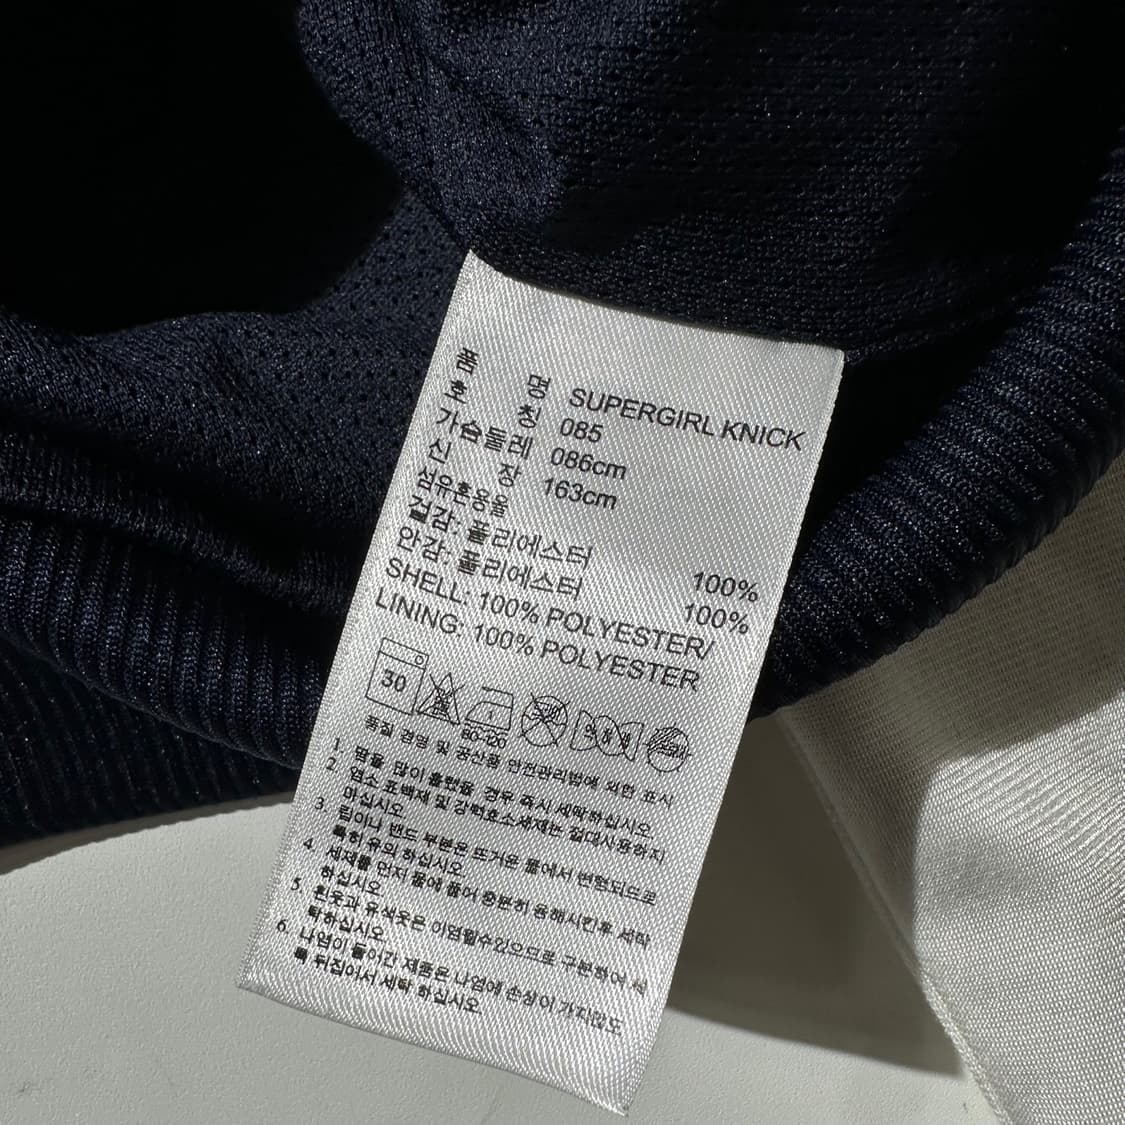 품 명 SUPERGIRL KNICK
호 칭 085
가슴둘레 086cm
신 장 163cm
섬유혼용율
겉감: 폴리에스터 100%
안감: 폴리에스터 100%
SHELL: 100% POLYESTER/
LINING: 100% POLYESTER
30
60-120
품질 경영 및 공산품 안전관리법에 의한 표시
1. 땀을 많이 흘렸을 경우 즉시 세탁하십시오
2. 염소 표백제 및 강력효소세제는 절대사용하지
마십시오
3. 립이나 밴드 부분은 뜨거운 물에서 변형되므로
특히 유의 하십시오.
4. 세제를 먼저 물에 풀어 충분히 용해시킨후 세탁
하십시오
5. 흰옷과 유색옷은 이염될수있으므로 구분하여 세
탁하십시오.
6. 나염이 들어간 제품은 나염에 손상이 가지않도
록 뒤집어서 세탁 하십시오.